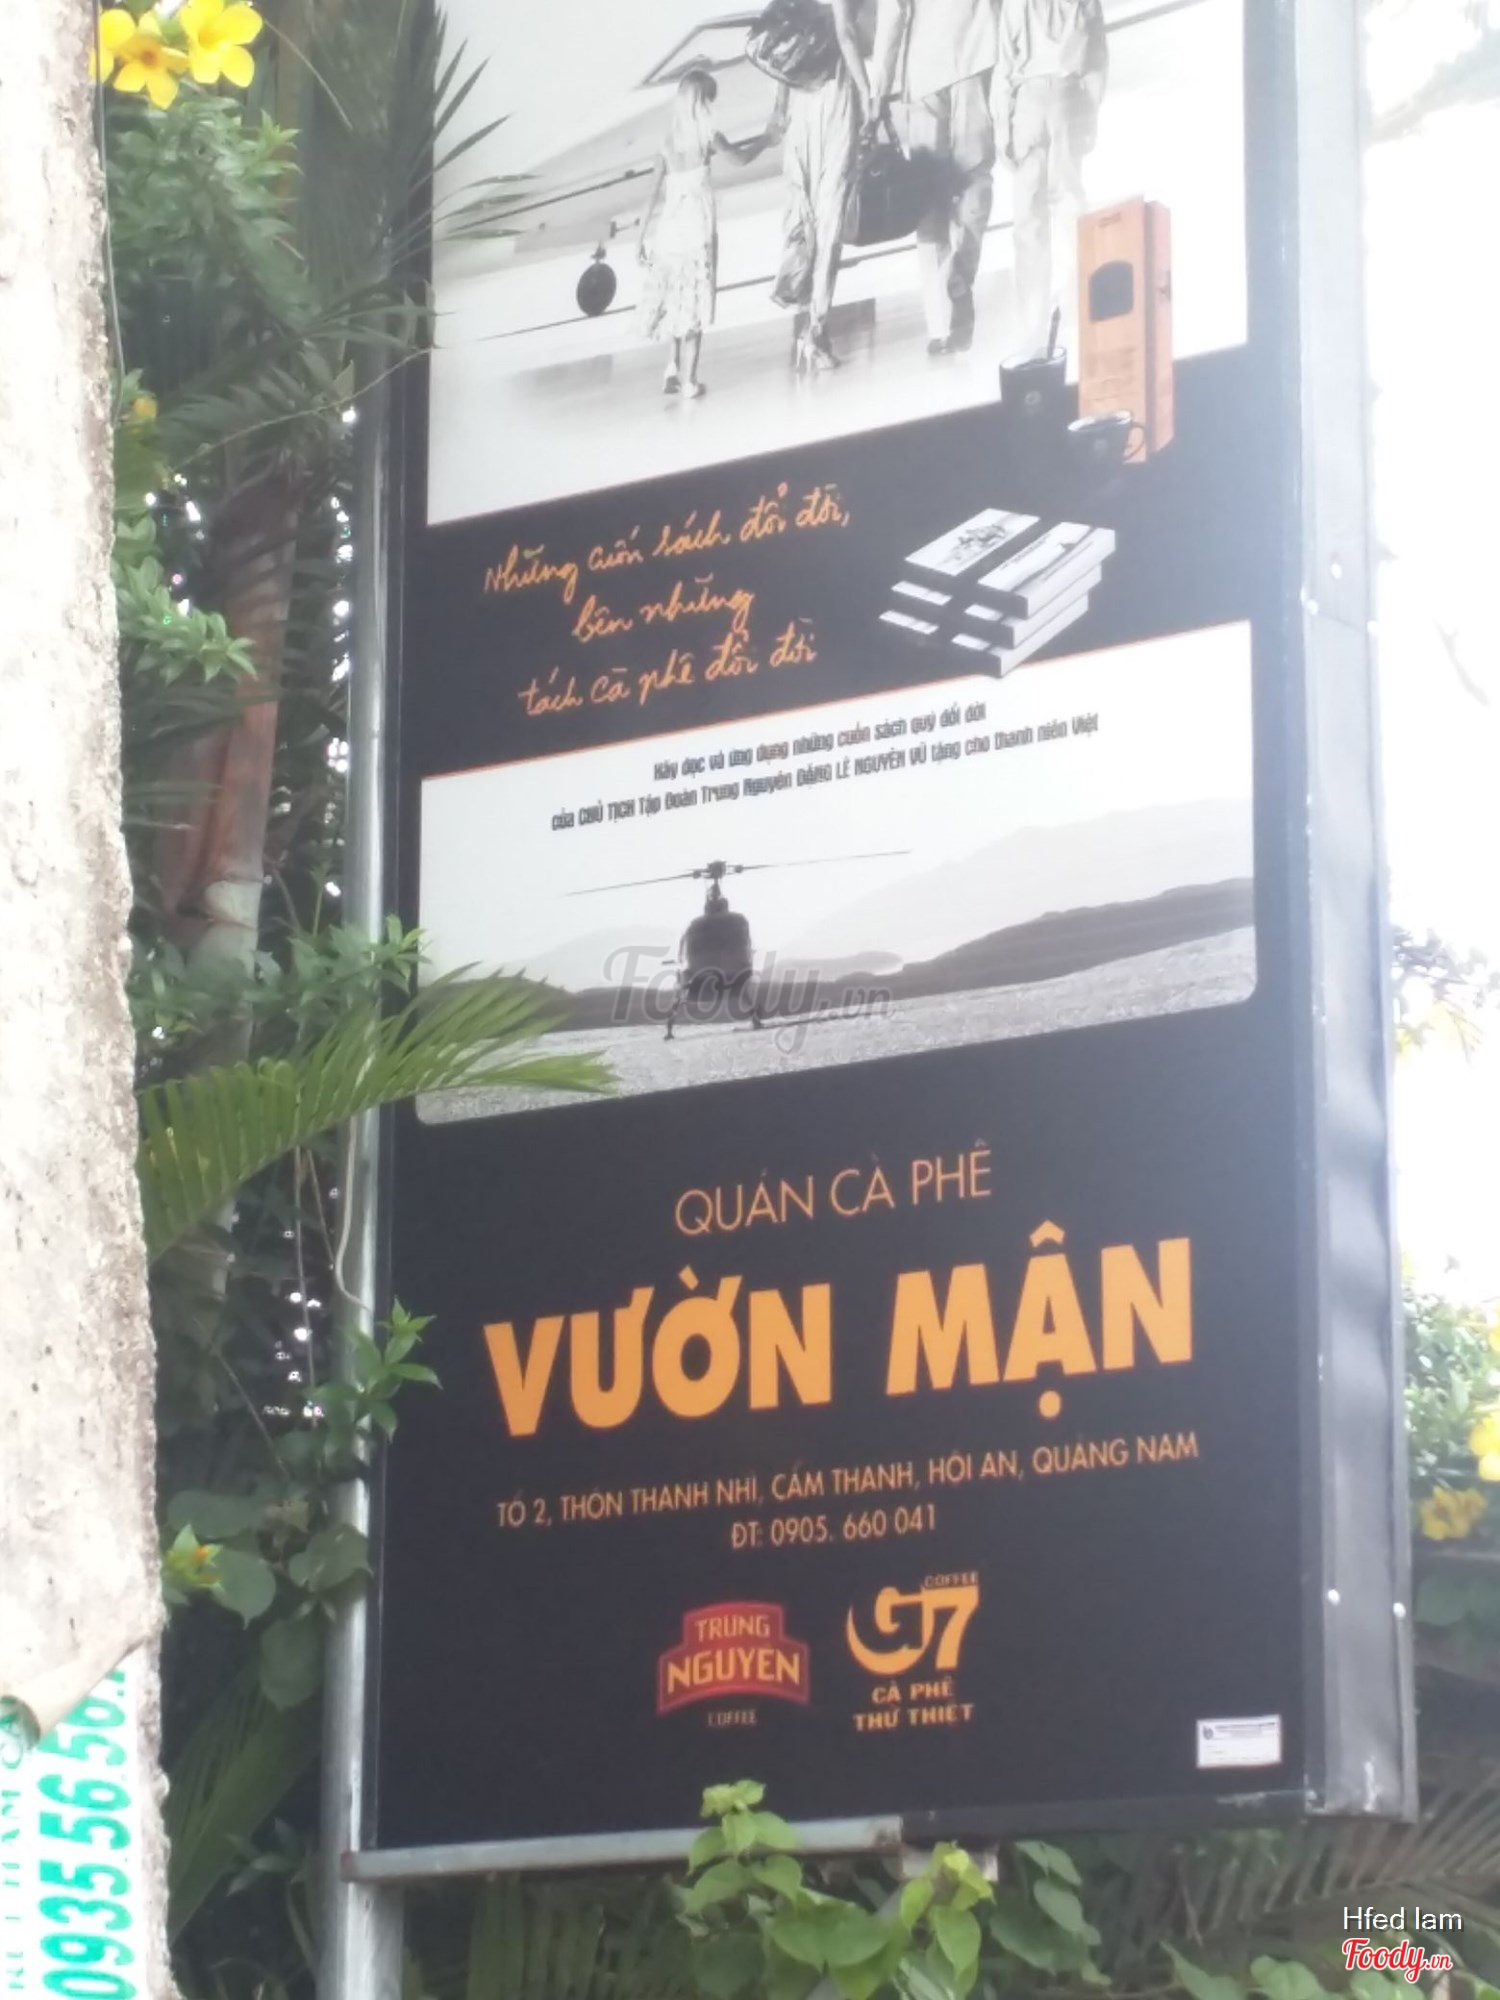 Những cuốn sách đổi đời,
bên những
tách cà phê đổi đời
Hãy đọc và ứng dụng những cuốn sách quý đổi đời
của CHỦ TỊCH Tập Đoàn Trung Nguyên ĐẶNG LÊ NGUYÊN VŨ tặng cho thanh niên Việt
Foody.vn
QUÁN CÀ PHÊ
VƯỜN MẬN
TỔ 2, THÔN THANH NHÌ, CẨM THANH, HỘI AN, QUẢNG NAM
ĐT: 0905. 660 041
TRUNG
NGUYEN
COFFEE
COFFEE
G7
CÀ PHÊ
THỨ THIỆT
0935.56.56
Hfed lam
Foody.vn